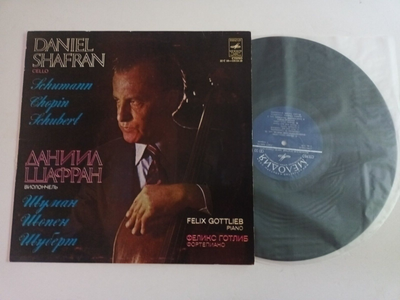 DANIEL
SHAFRAN
CELLO
Schumann
Chopin
Schubert
ДАНИИЛ
ШАФРАН
ВИОЛОНЧЕЛЬ
Шуман
Шопен
Шуберт
FELIX GOTTLIEB
PIANO
ФЕЛИКС ГОТЛИБ
ФОРТЕПИАНО
МЕЛОДИЯ